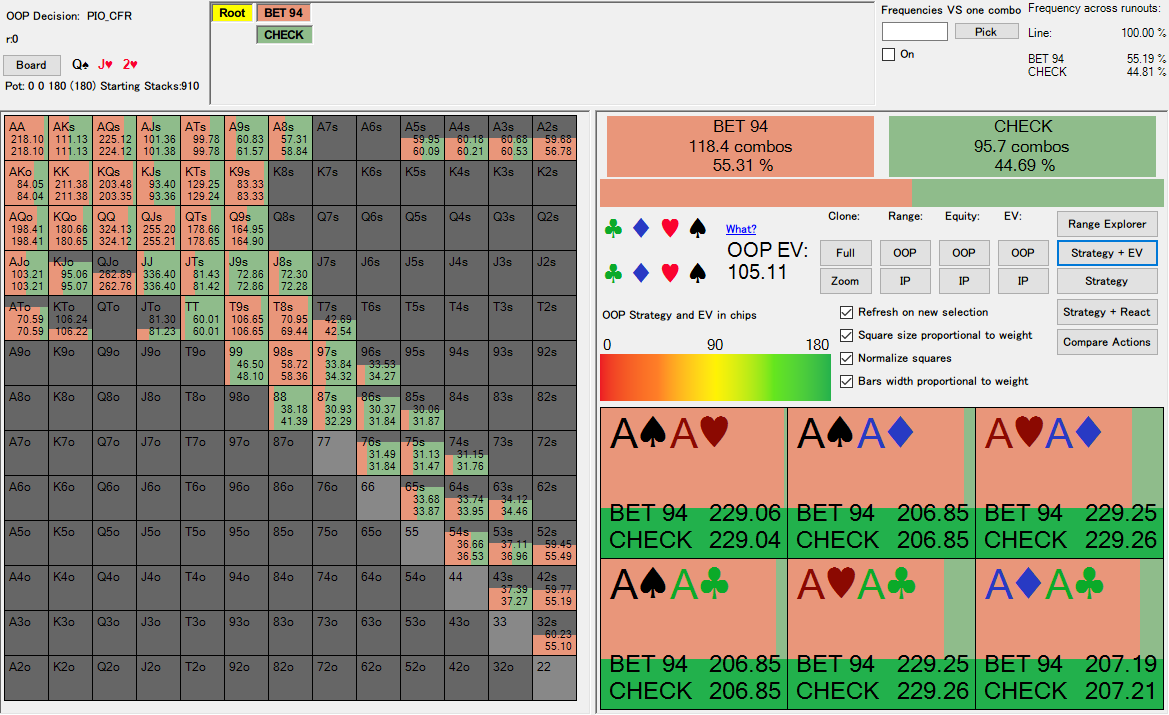 OOP Decision: PIO_CFR
r:0
Board Q♠ J♥ 2♥
Pot: 0 0 180 (180) Starting Stacks:910
Root BET 94
CHECK
Frequencies VS one combo
Pick
On
Frequency across runouts:
Line: 100.00 %
BET 94 55.19 %
CHECK 44.81 %
AA AKs AQs AJs ATs A9s A8s A7s A6s A5s A4s A3s A2s
218.10 111.13 225.12 101.36 99.78 60.83 57.31 59.95 60.18 60.68 59.68
218.10 111.13 224.12 101.38 99.78 61.57 58.84 60.09 60.21 60.53 56.78
AKo KK KQs KJs KTs K9s K8s K7s K6s K5s K4s K3s K2s
84.05 211.38 203.48 93.40 129.25 83.33
84.04 211.38 203.35 93.36 129.24 83.33
AQo KQo QQ QJs QTs Q9s Q8s Q7s Q6s Q5s Q4s Q3s Q2s
198.41 180.66 324.13 255.20 178.66 164.95
198.41 180.65 324.12 255.21 178.65 164.90
AJo KJo QJo JJ JTs J9s J8s J7s J6s J5s J4s J3s J2s
103.21 95.06 262.89 336.40 81.43 72.86 72.30
103.21 95.07 262.76 336.40 81.42 72.86 72.28
ATo KTo QTo JTo TT T9s T8s T7s T6s T5s T4s T3s T2s
70.59 106.24 81.30 60.01 106.65 70.95 42.69
70.59 106.22 81.23 60.01 106.65 69.44 42.54
A9o K9o Q9o J9o T9o 99 98s 97s 96s 95s 94s 93s 92s
46.50 58.72 33.84 33.53
48.10 58.36 34.32 34.27
A8o K8o Q8o J8o T8o 98o 88 87s 86s 85s 84s 83s 82s
38.18 30.93 30.37 30.06
41.39 32.29 31.84 31.87
A7o K7o Q7o J7o T7o 97o 87o 77 76s 75s 74s 73s 72s
31.49 31.13 31.15
31.84 31.47 31.76
A6o K6o Q6o J6o T6o 96o 86o 76o 66 65s 64s 63s 62s
33.68 33.74 34.12
33.87 33.95 34.46
A5o K5o Q5o J5o T5o 95o 85o 75o 65o 55 54s 53s 52s
36.66 37.11 59.45
36.53 36.96 55.49
A4o K4o Q4o J4o T4o 94o 84o 74o 64o 54o 44 43s 42s
37.39 59.77
37.27 55.19
A3o K3o Q3o J3o T3o 93o 83o 73o 63o 53o 43o 33 32s
60.23
55.10
A2o K2o Q2o J2o T2o 92o 82o 72o 62o 52o 42o 32o 22
BET 94
118.4 combos
55.31 %
CHECK
95.7 combos
44.69 %
♣ ♦ ♥ ♠
♣ ♦ ♥ ♠
What?
OOP EV:
105.11
Clone: Range: Equity: EV:
Full OOP OOP OOP
Zoom IP IP IP
Range Explorer
Strategy + EV
Strategy
Strategy + React
Compare Actions
OOP Strategy and EV in chips
0 90 180
Refresh on new selection
Square size proportional to weight
Normalize squares
Bars width proportional to weight
A♠A♥ A♠A♦ A♥A♦
BET 94 229.06 BET 94 206.85 BET 94 229.25
CHECK 229.04 CHECK 206.85 CHECK 229.26
A♠A♣ A♥A♣ A♦A♣
BET 94 206.85 BET 94 229.25 BET 94 207.19
CHECK 206.85 CHECK 229.26 CHECK 207.21